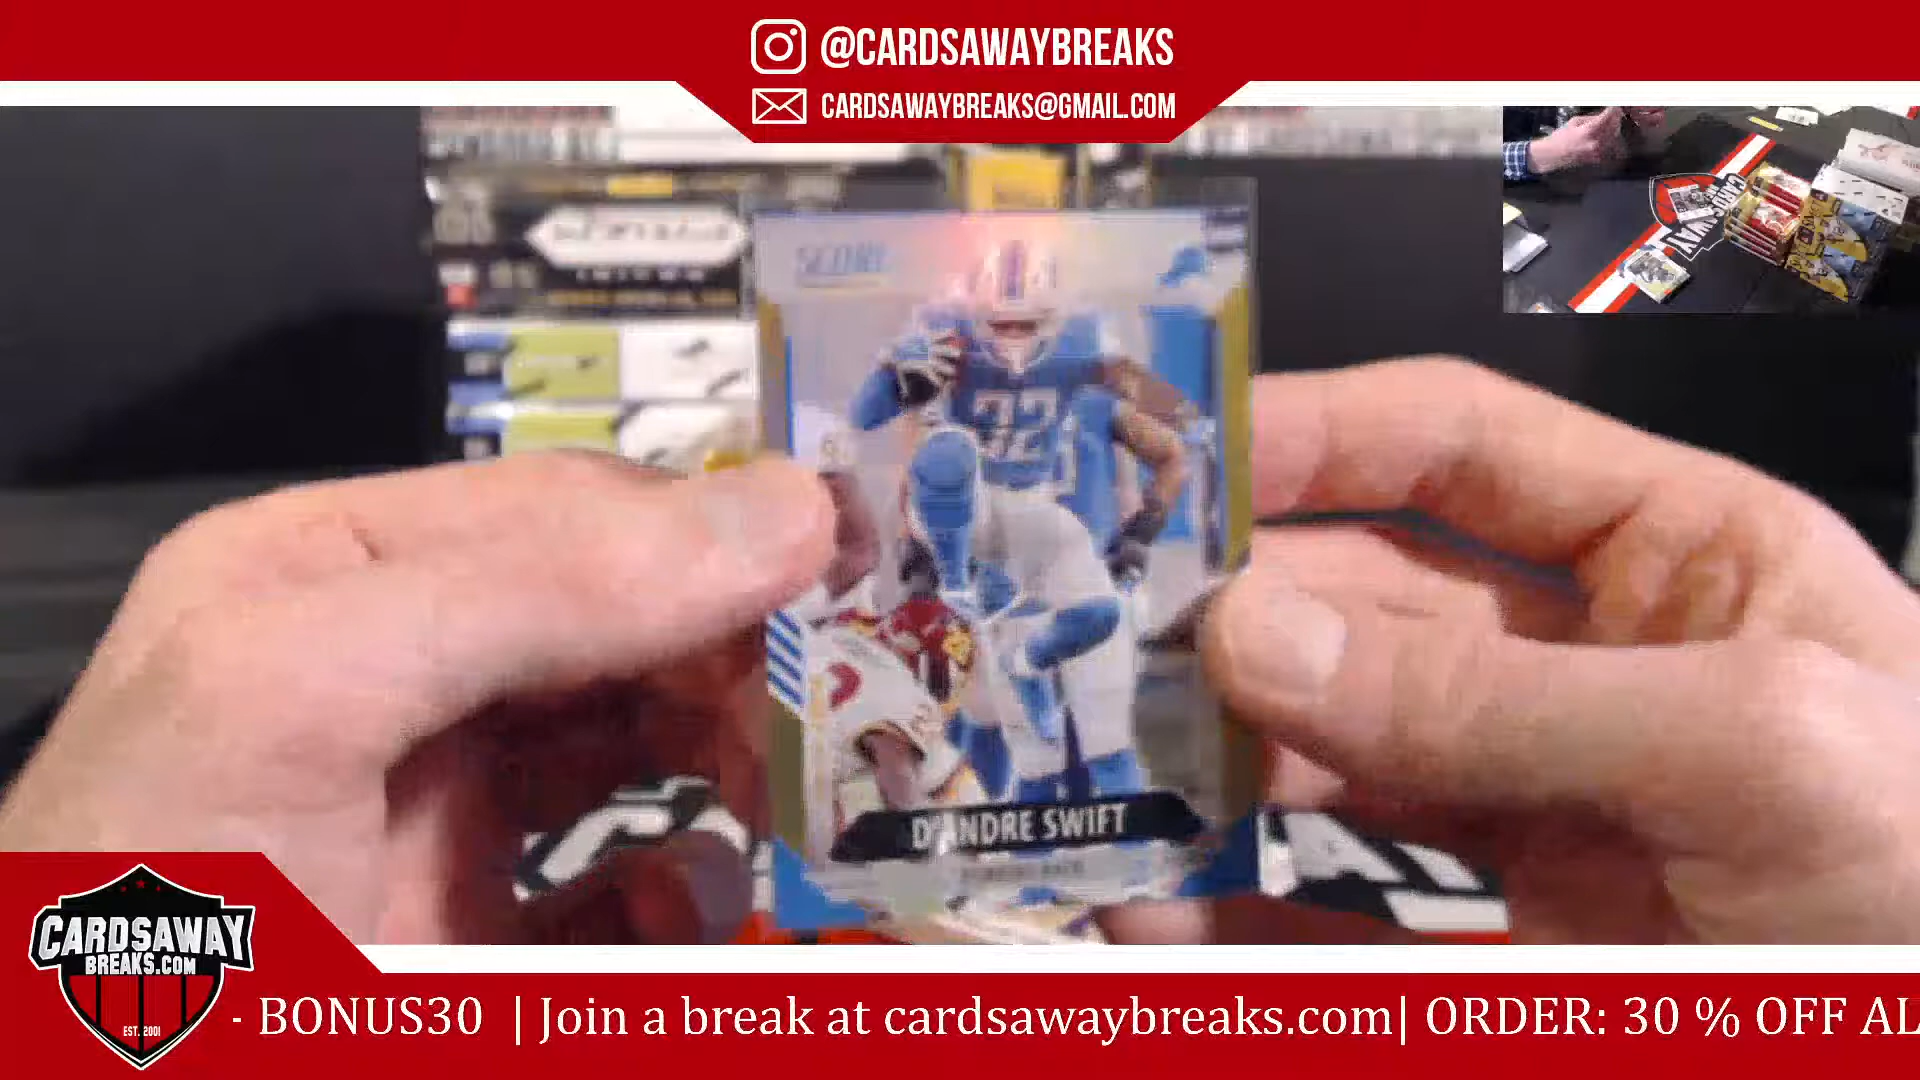 @CARDSAWAYBREAKS
CARDSAWAYBREAKS@GMAIL.COM
SCORE
32
D'ANDRE SWIFT
CARDSAWAY
BREAKS.COM
EST. 2001
- BONUS30 | Join a break at cardsawaybreaks.com| ORDER: 30 % OFF AL